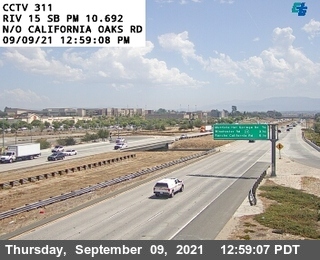 CCTV 311
RIV 15 SB PM 10.692
N/O CALIFORNIA OAKS RD
09/09/21 12:59:08 PM
Thursday, September 09, 2021 12:59:07 PDT